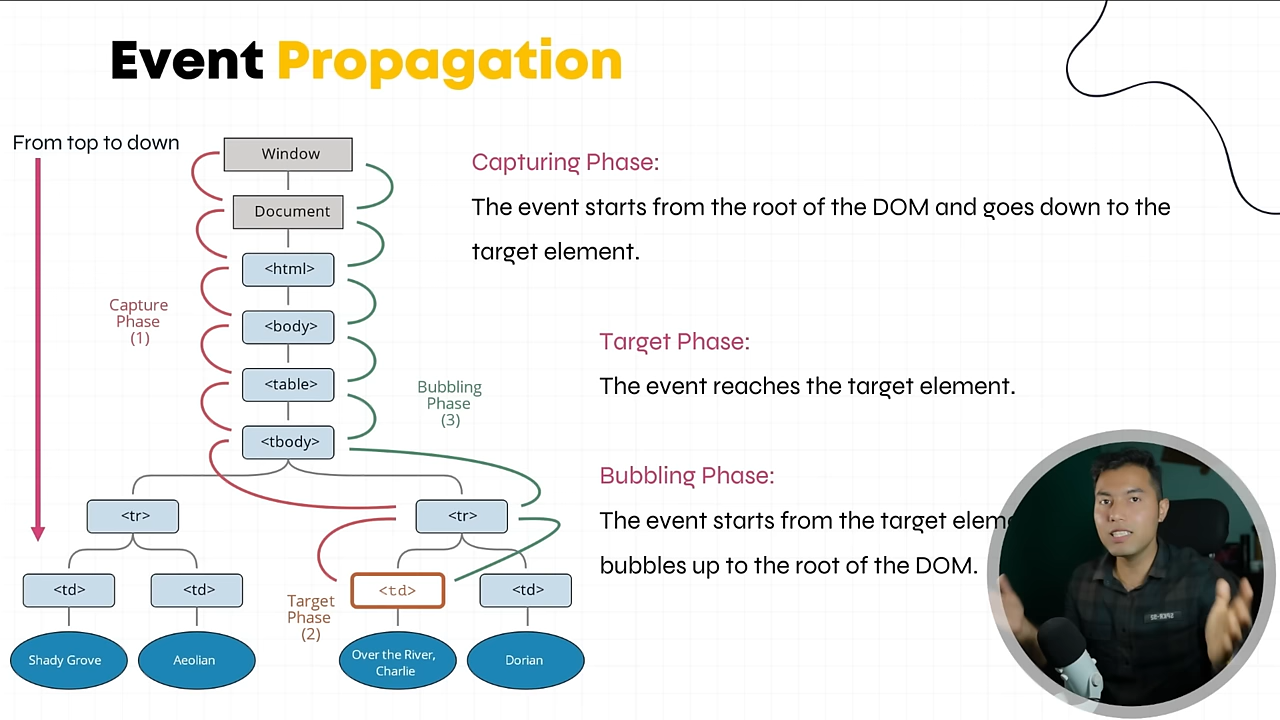 Event Propagation
From top to down
Window
Document
<html>
<body>
<table>
<tbody>
<tr>
<tr>
<td>
<td>
<td>
<td>
Shady Grove
Aeolian
Over the River,
Charlie
Dorian
Capture
Phase
(1)
Target
Phase
(2)
Bubbling
Phase
(3)
Capturing Phase:
The event starts from the root of the DOM and goes down to the
target element.
Target Phase:
The event reaches the target element.
Bubbling Phase:
The event starts from the target
bubbles up to the root of the DOM.